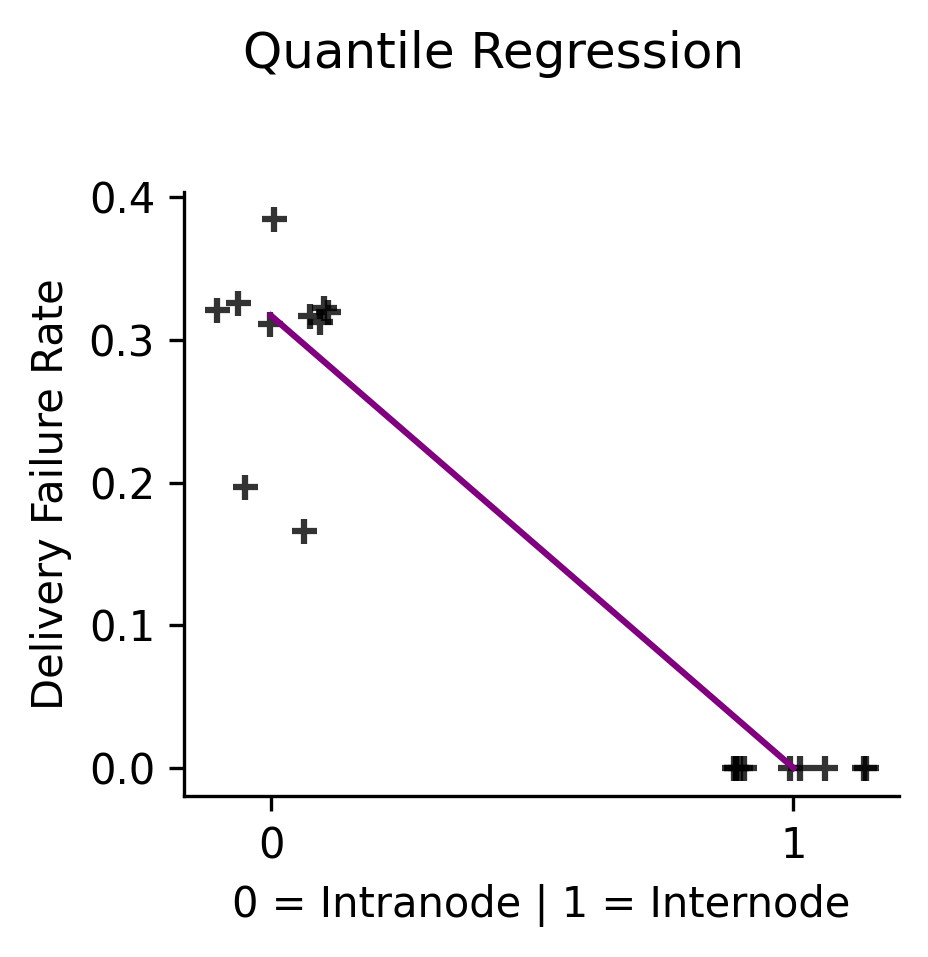 Quantile Regression
0.4
0.3
0.2
0.1
0.0
Delivery Failure Rate
0 1
0 = Intranode | 1 = Internode